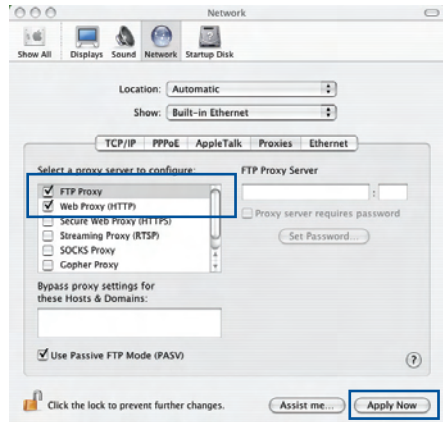 Network
Show All Displays Sound Network Startup Disk
Location: Automatic
Show: Built-in Ethernet
TCP/IP PPPoE AppleTalk Proxies Ethernet
Select a proxy server to configure: FTP Proxy Server
FTP Proxy
Web Proxy (HTTP) :
Secure Web Proxy (HTTPS) Proxy server requires password
Streaming Proxy (RTSP) Set Password...
SOCKS Proxy
Gopher Proxy
Bypass proxy settings for
these Hosts & Domains:
Use Passive FTP Mode (PASV) ?
Click the lock to prevent further changes. Assist me... Apply Now